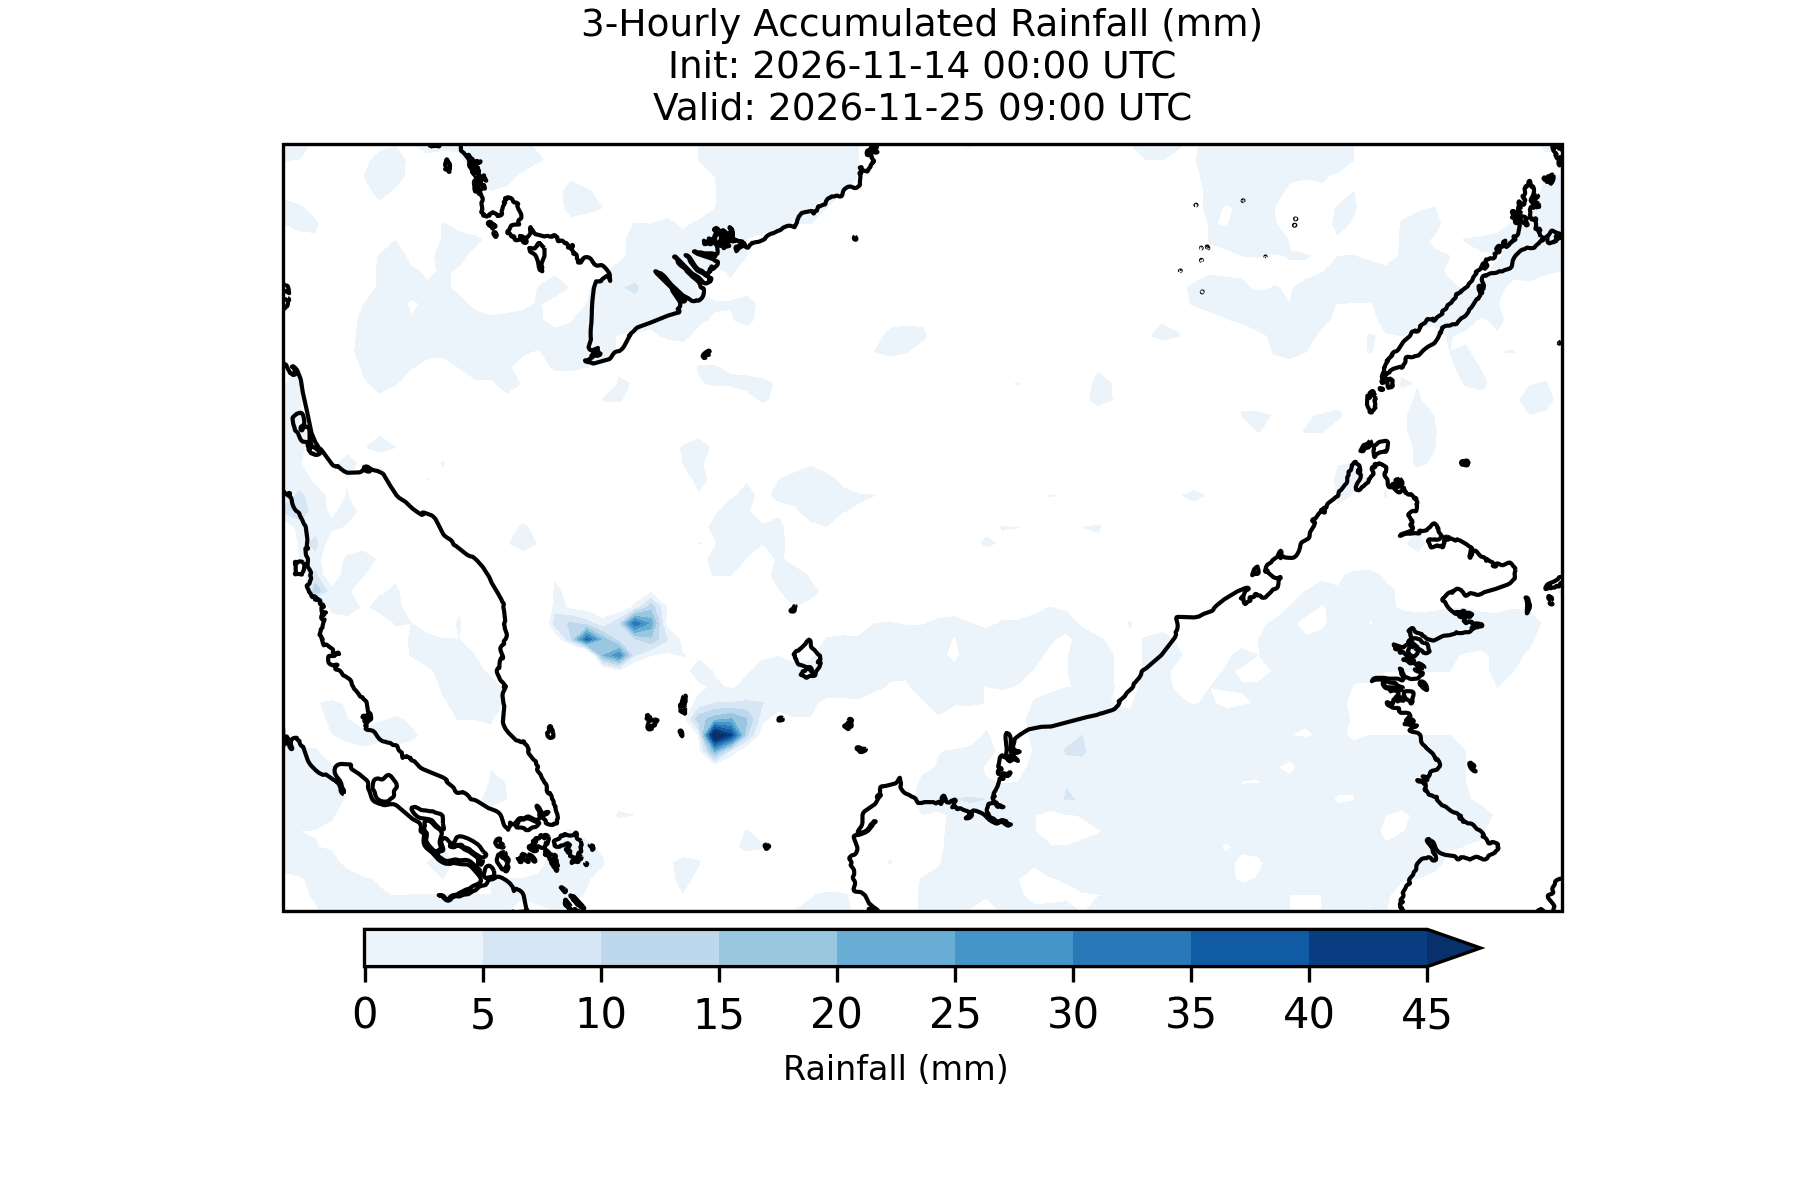 3-Hourly Accumulated Rainfall (mm)
Init: 2026-11-14 00:00 UTC
Valid: 2026-11-25 09:00 UTC
0 5 10 15 20 25 30 35 40 45
Rainfall (mm)